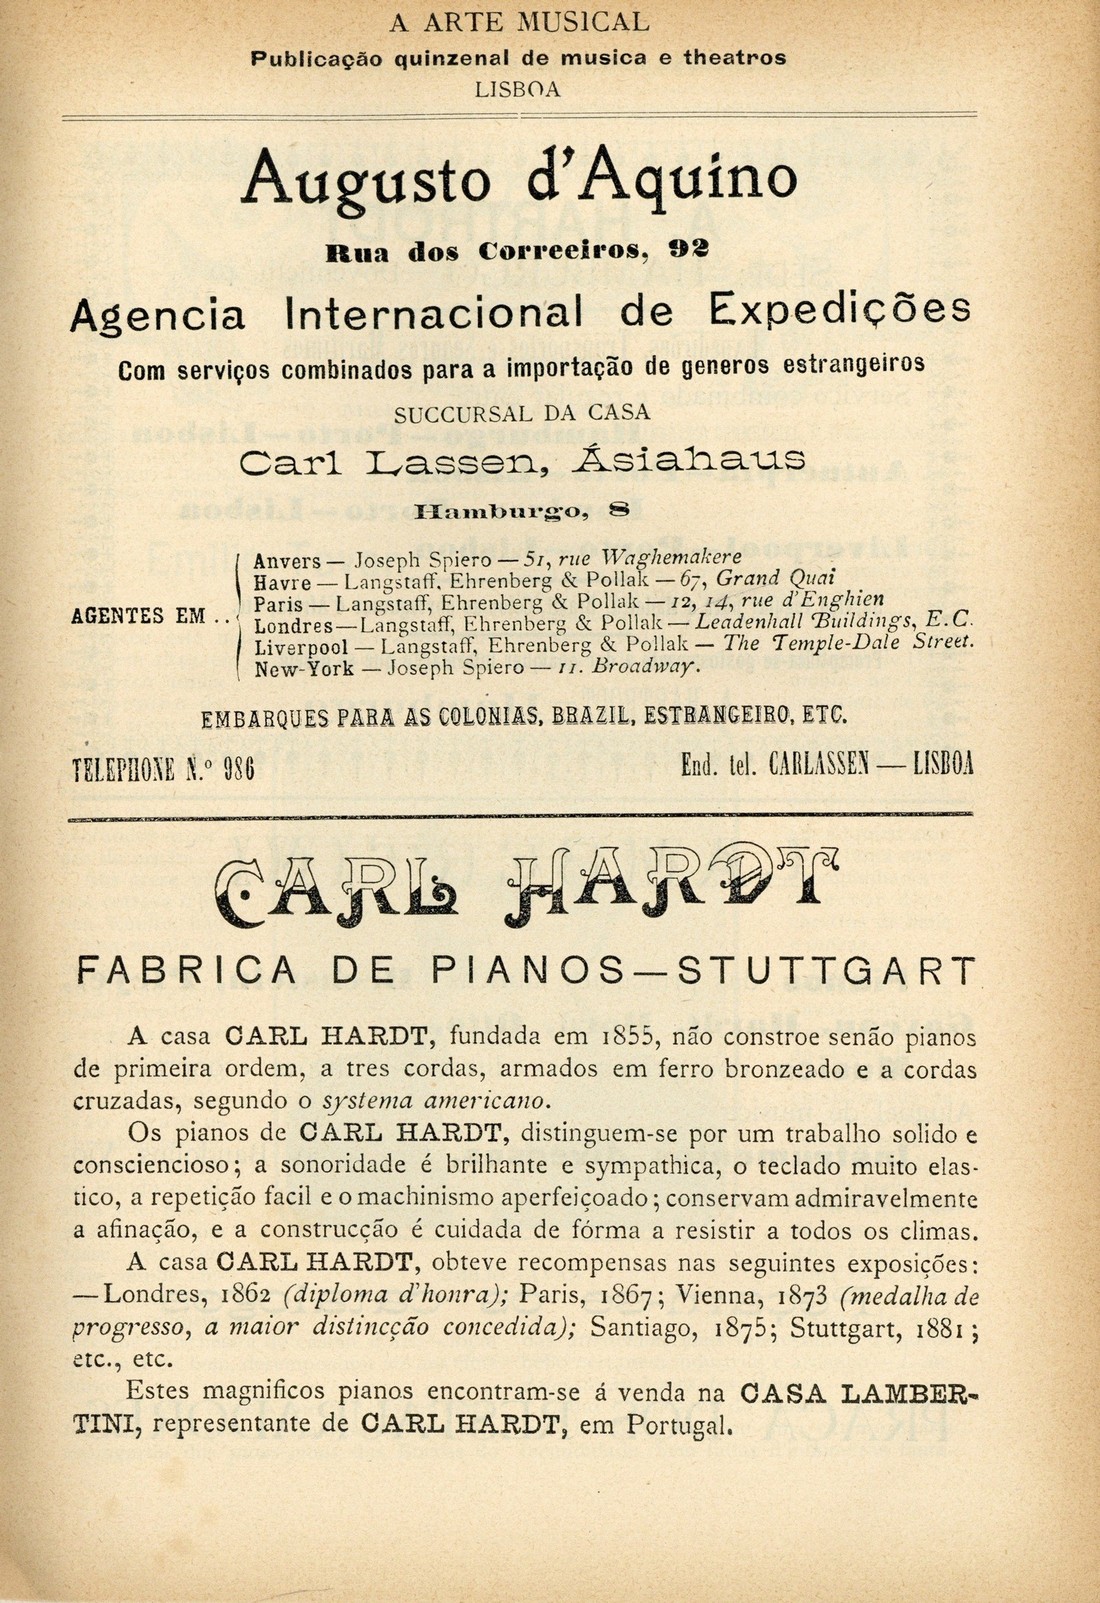 A ARTE MUSICAL
Publicação quinzenal de musica e theatros
LISBOA
Augusto d'Aquino
Rua dos Correeiros, 92
Agencia Internacional de Expedições
Com serviços combinados para a importação de generos estrangeiros
SUCCURSAL DA CASA
Carl Lassen, Ásiahaus
Hamburgo, 8
AGENTES EM ..
Anvers — Joseph Spiero — 51, rue Waghemakere
Havre — Langstaff, Ehrenberg & Pollak — 67, Grand Quai
Paris — Langstaff, Ehrenberg & Pollak — 12, 14, rue d'Enghien
Londres — Langstaff, Ehrenberg & Pollak — Leadenhall Buildings, E. C.
Liverpool — Langstaff, Ehrenberg & Pollak — The Temple-Dale Street.
New-York — Joseph Spiero — 11. Broadway.
EMBARQUES PARA AS COLONIAS, BRAZIL, ESTRANGEIRO, ETC.
TELEPHONE N.º 986 End. tel. CARLASSEN — LISBOA
CARL HARDT
FABRICA DE PIANOS—STUTTGART
A casa CARL HARDT, fundada em 1855, não constroe senão pianos
de primeira ordem, a tres cordas, armados em ferro bronzeado e a cordas
cruzadas, segundo o systema americano.
Os pianos de CARL HARDT, distinguem-se por um trabalho solido e
consciencioso; a sonoridade é brilhante e sympathica, o teclado muito elas-
tico, a repetição facil e o machinismo aperfeiçoado; conservam admiravelmente
a afinação, e a construcção é cuidada de fórma a resistir a todos os climas.
A casa CARL HARDT, obteve recompensas nas seguintes exposições:
— Londres, 1862 (diploma d'honra); Paris, 1867; Vienna, 1873 (medalha de
progresso, a maior distincção concedida); Santiago, 1875; Stuttgart, 1881;
etc., etc.
Estes magnificos pianos encontram-se á venda na CASA LAMBER-
TINI, representante de CARL HARDT, em Portugal.